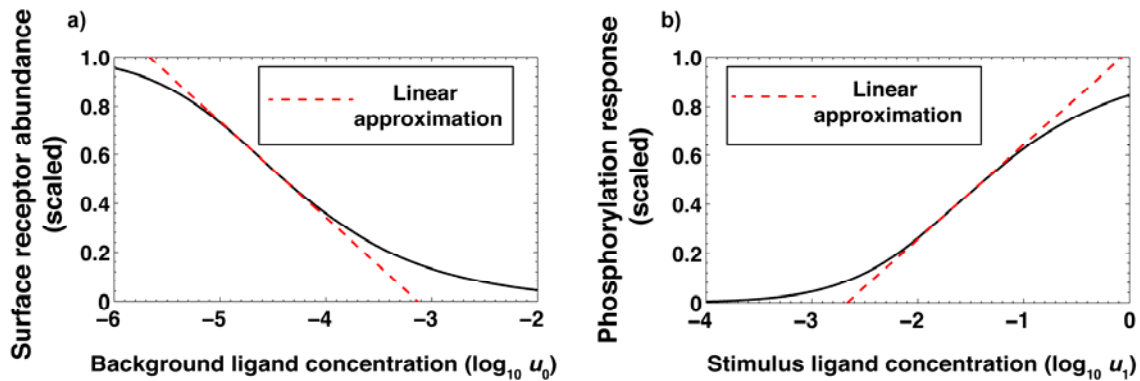 a)
Surface receptor abundance
(scaled)
1.0
0.8
0.6
0.4
0.2
0
Linear
approximation
−6
−5
−4
−3
−2
Background ligand concentration (log10 u0)
b)
Phosphorylation response
(scaled)
1.0
0.8
0.6
0.4
0.2
0
Linear
approximation
−4
−3
−2
−1
0
Stimulus ligand concentration (log10 u1)